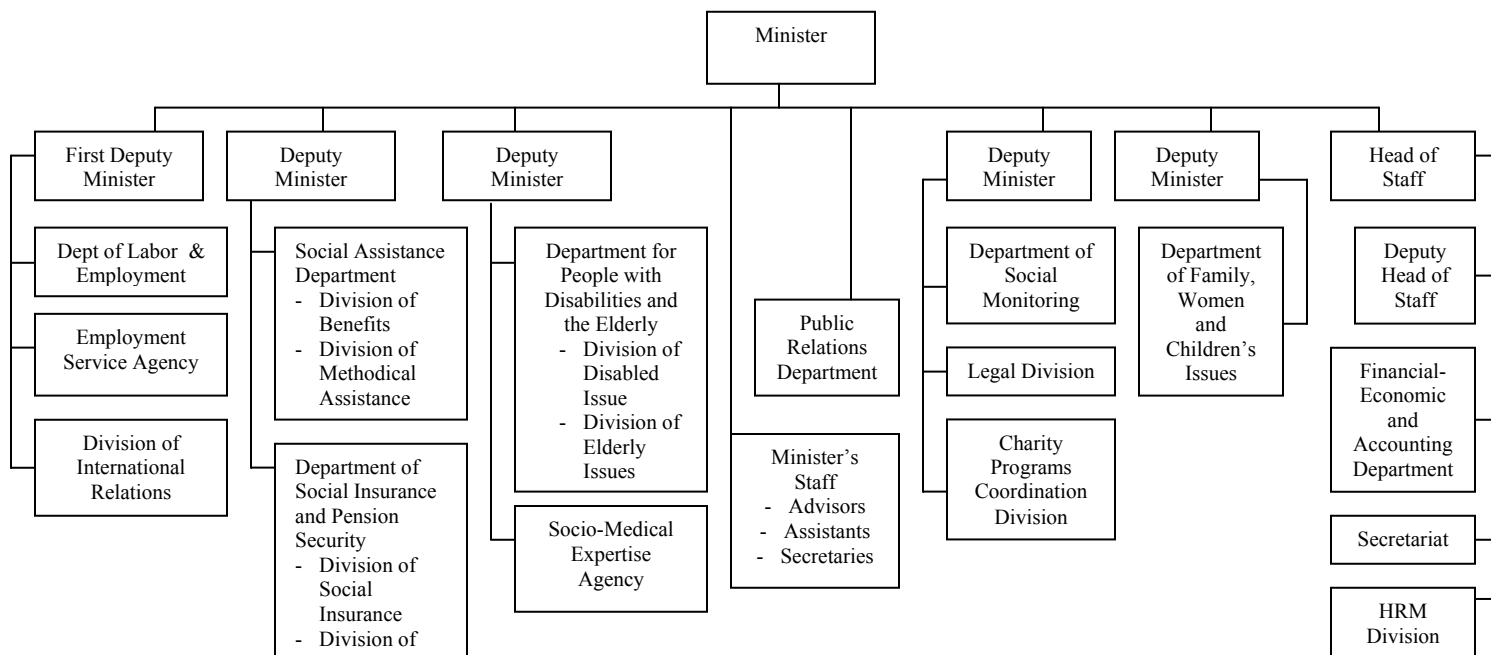 Minister
First Deputy
Minister
Deputy
Minister
Deputy
Minister
Deputy
Minister
Deputy
Minister
Head of
Staff
Dept of Labor &
Employment
Employment
Service Agency
Division of
International
Relations
Social Assistance
Department
- Division of
Benefits
- Division of
Methodical
Assistance
Department of
Social Insurance
and Pension
Security
- Division of
Social
Insurance
- Division of
Department for
People with
Disabilities and
the Elderly
- Division of
Disabled
Issue
- Division of
Elderly
Issues
Socio-Medical
Expertise
Agency
Public
Relations
Department
Minister’s
Staff
- Advisors
- Assistants
- Secretaries
Department of
Social
Monitoring
Legal Division
Charity
Programs
Coordination
Division
Department
of Family,
Women
and
Children’s
Issues
Deputy
Head of
Staff
Financial-
Economic
and
Accounting
Department
Secretariat
HRM
Division